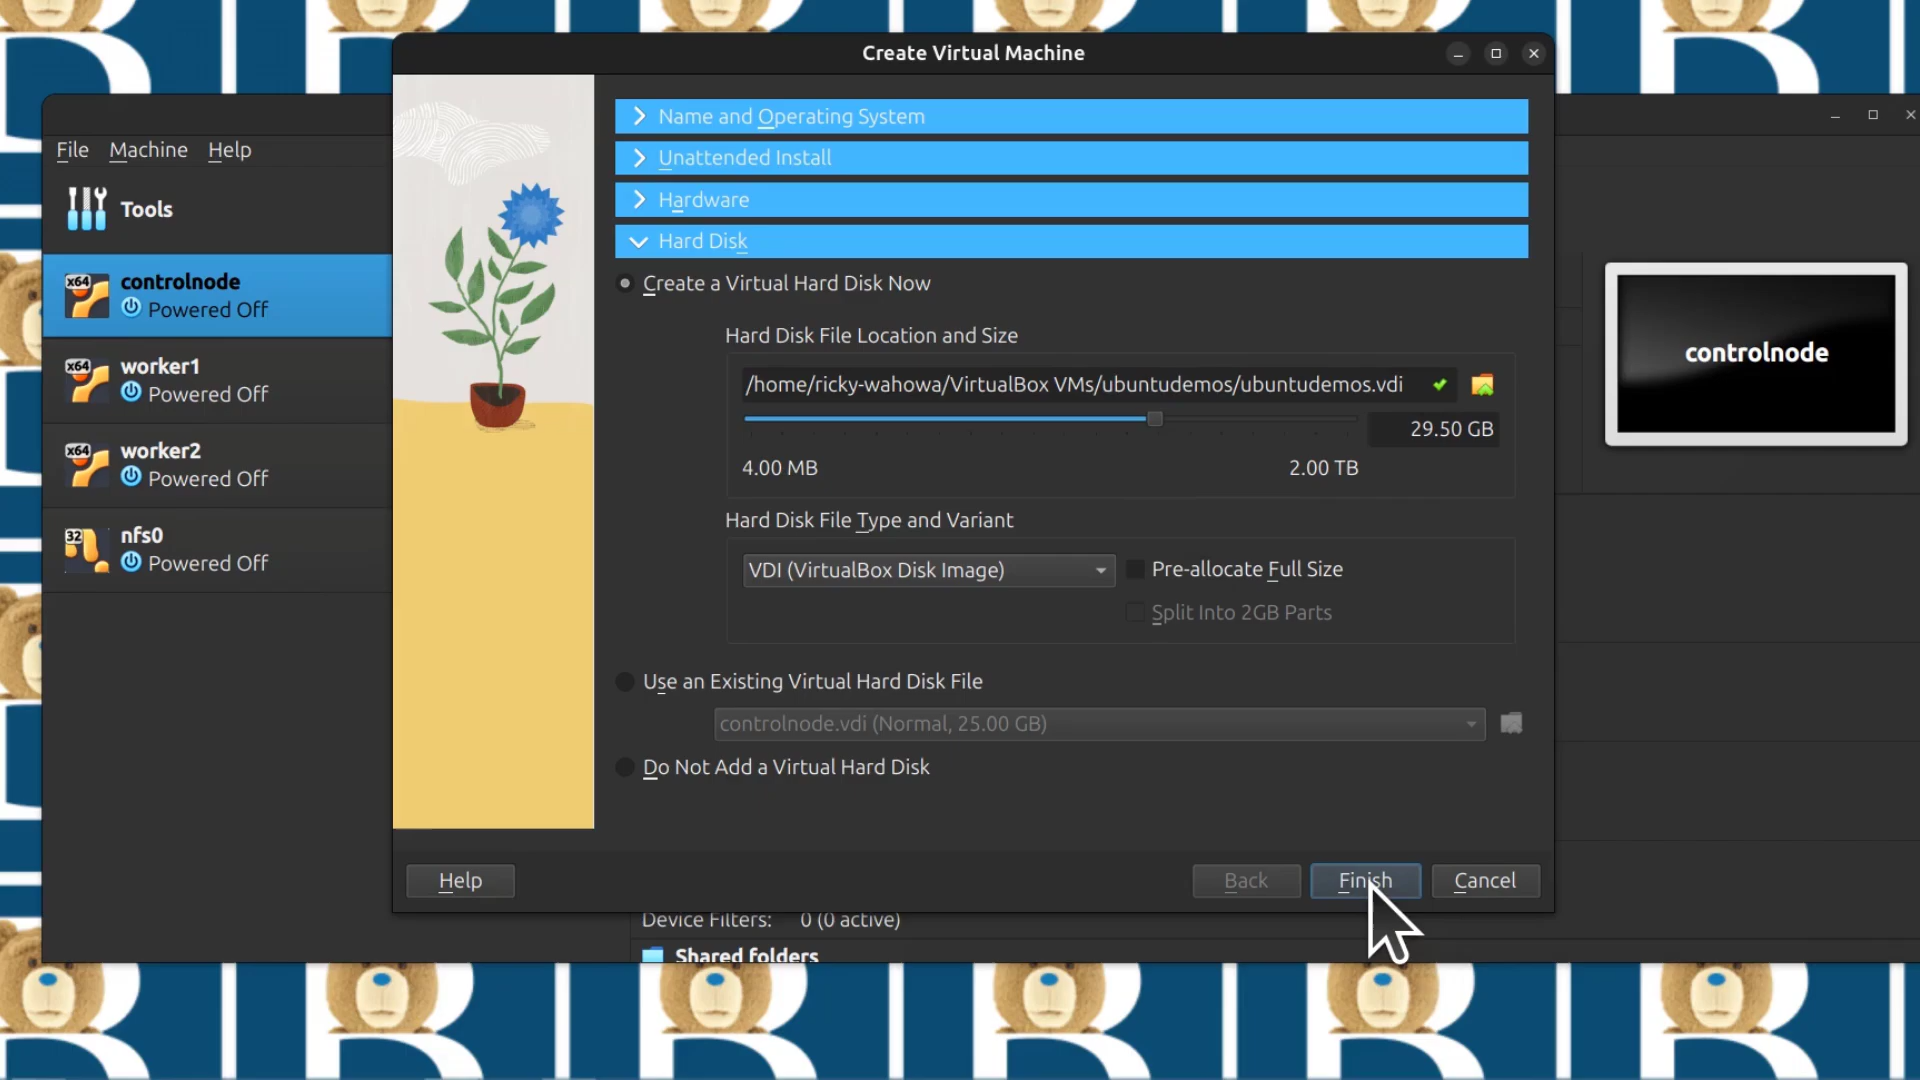 Create Virtual Machine
File Machine Help
Tools
x64
controlnode
Powered Off
x64
worker1
Powered Off
x64
worker2
Powered Off
32
nfs0
Powered Off
Name and Operating System
Unattended Install
Hardware
Hard Disk
Create a Virtual Hard Disk Now
Hard Disk File Location and Size
/home/ricky-wahowa/VirtualBox VMs/ubuntudemos/ubuntudemos.vdi
29.50 GB
4.00 MB 2.00 TB
Hard Disk File Type and Variant
VDI (VirtualBox Disk Image) Pre-allocate Full Size
Split Into 2GB Parts
Use an Existing Virtual Hard Disk File
controlnode.vdi (Normal, 25.00 GB)
Do Not Add a Virtual Hard Disk
Help Back Finish Cancel
controlnode
Device Filters: 0 (0 active)
Shared folders